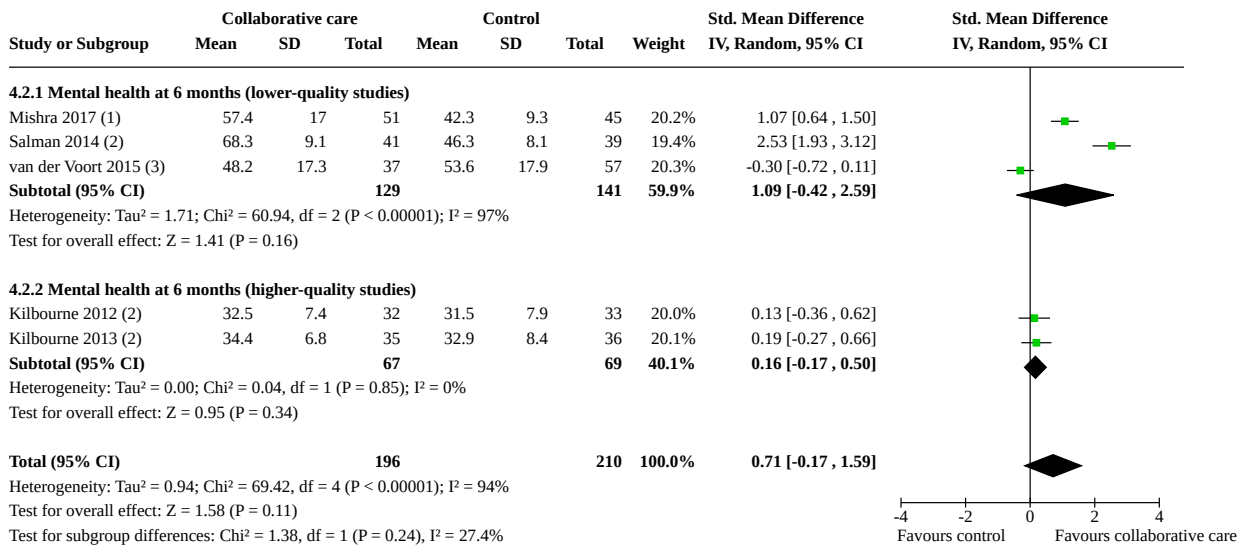 Collaborative care Control Std. Mean Difference Std. Mean Difference
Study or Subgroup Mean SD Total Mean SD Total Weight IV, Random, 95% CI IV, Random, 95% CI
4.2.1 Mental health at 6 months (lower-quality studies)
Mishra 2017 (1) 57.4 17 51 42.3 9.3 45 20.2% 1.07 [0.64 , 1.50]
Salman 2014 (2) 68.3 9.1 41 46.3 8.1 39 19.4% 2.53 [1.93 , 3.12]
van der Voort 2015 (3) 48.2 17.3 37 53.6 17.9 57 20.3% -0.30 [-0.72 , 0.11]
Subtotal (95% CI) 129 141 59.9% 1.09 [-0.42 , 2.59]
Heterogeneity: Tau² = 1.71; Chi² = 60.94, df = 2 (P < 0.00001); I² = 97%
Test for overall effect: Z = 1.41 (P = 0.16)
4.2.2 Mental health at 6 months (higher-quality studies)
Kilbourne 2012 (2) 32.5 7.4 32 31.5 7.9 33 20.0% 0.13 [-0.36 , 0.62]
Kilbourne 2013 (2) 34.4 6.8 35 32.9 8.4 36 20.1% 0.19 [-0.27 , 0.66]
Subtotal (95% CI) 67 69 40.1% 0.16 [-0.17 , 0.50]
Heterogeneity: Tau² = 0.00; Chi² = 0.04, df = 1 (P = 0.85); I² = 0%
Test for overall effect: Z = 0.95 (P = 0.34)
Total (95% CI) 196 210 100.0% 0.71 [-0.17 , 1.59]
Heterogeneity: Tau² = 0.94; Chi² = 69.42, df = 4 (P < 0.00001); I² = 94%
Test for overall effect: Z = 1.58 (P = 0.11)
-4 -2 0 2 4
Test for subgroup differences: Chi² = 1.38, df = 1 (P = 0.24), I² = 27.4%
Favours control Favours collaborative care